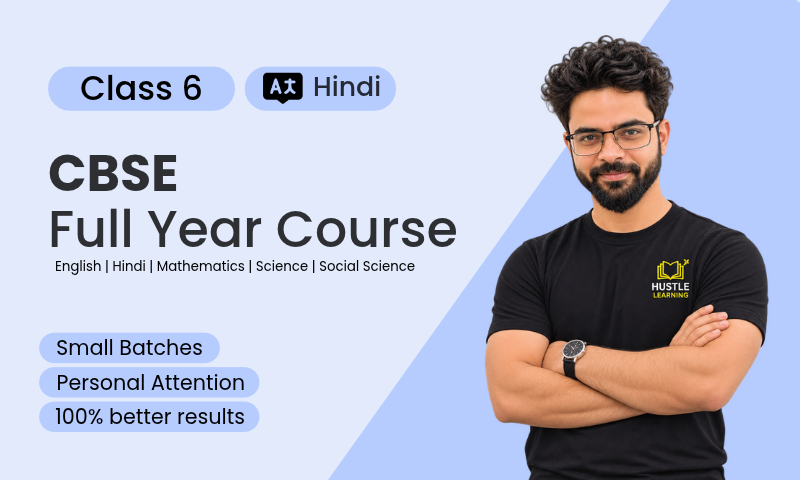 Class 6
Hindi
CBSE
Full Year Course
English | Hindi | Mathematics | Science | Social Science
Small Batches
Personal Attention
100% better results
HUSTLE
LEARNING